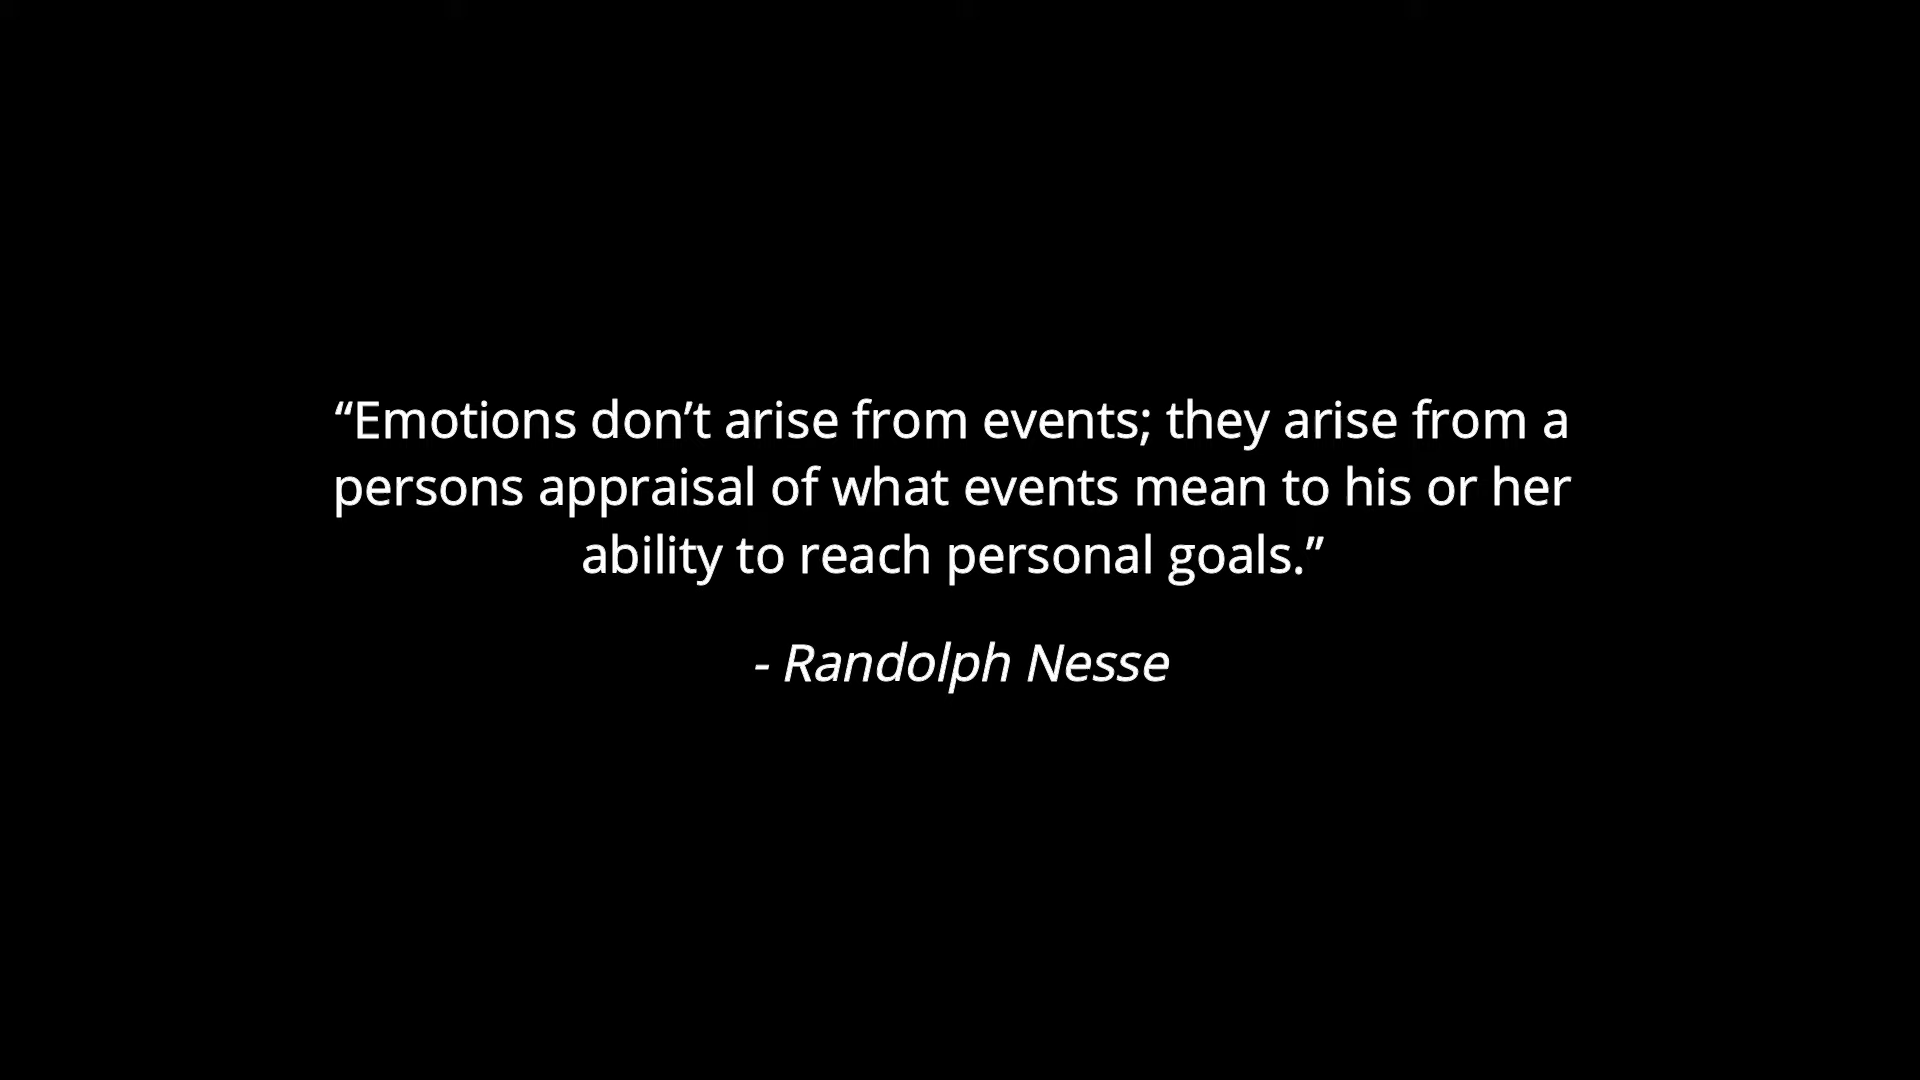 “Emotions don’t arise from events; they arise from a
persons appraisal of what events mean to his or her
ability to reach personal goals.”
- Randolph Nesse